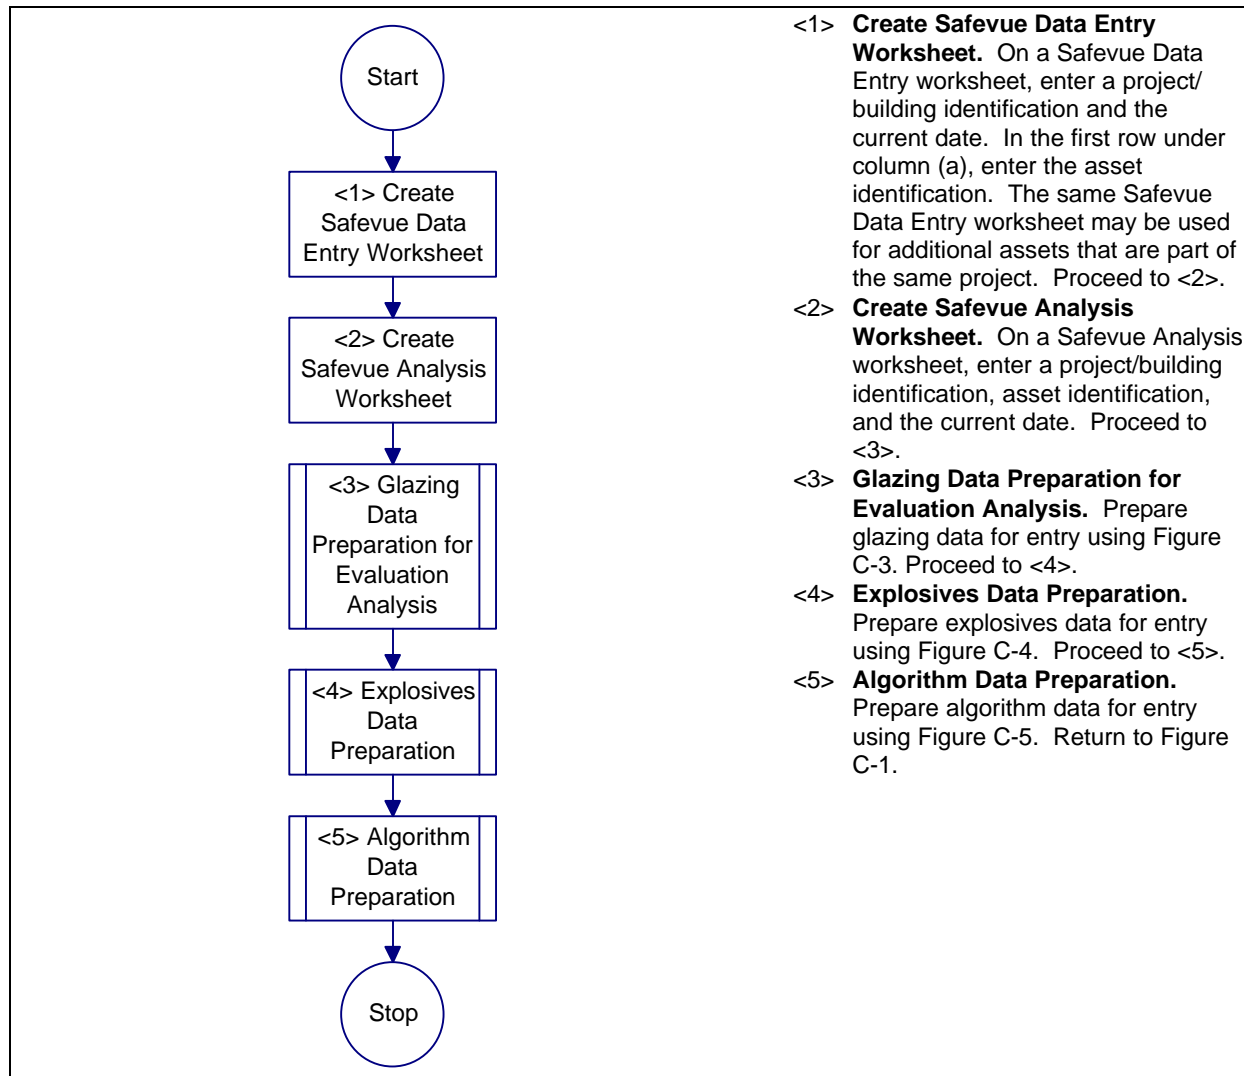 Start
<1> Create
Safevue Data
Entry Worksheet
<2> Create
Safevue Analysis
Worksheet
<3> Glazing
Data
Preparation for
Evaluation
Analysis
<4> Explosives
Data
Preparation
<5> Algorithm
Data
Preparation
Stop
<1> Create Safevue Data Entry
Worksheet. On a Safevue Data
Entry worksheet, enter a project/
building identification and the
current date. In the first row under
column (a), enter the asset
identification. The same Safevue
Data Entry worksheet may be used
for additional assets that are part of
the same project. Proceed to <2>.
<2> Create Safevue Analysis
Worksheet. On a Safevue Analysis
worksheet, enter a project/building
identification, asset identification,
and the current date. Proceed to
<3>.
<3> Glazing Data Preparation for
Evaluation Analysis. Prepare
glazing data for entry using Figure
C-3. Proceed to <4>.
<4> Explosives Data Preparation.
Prepare explosives data for entry
using Figure C-4. Proceed to <5>.
<5> Algorithm Data Preparation.
Prepare algorithm data for entry
using Figure C-5. Return to Figure
C-1.